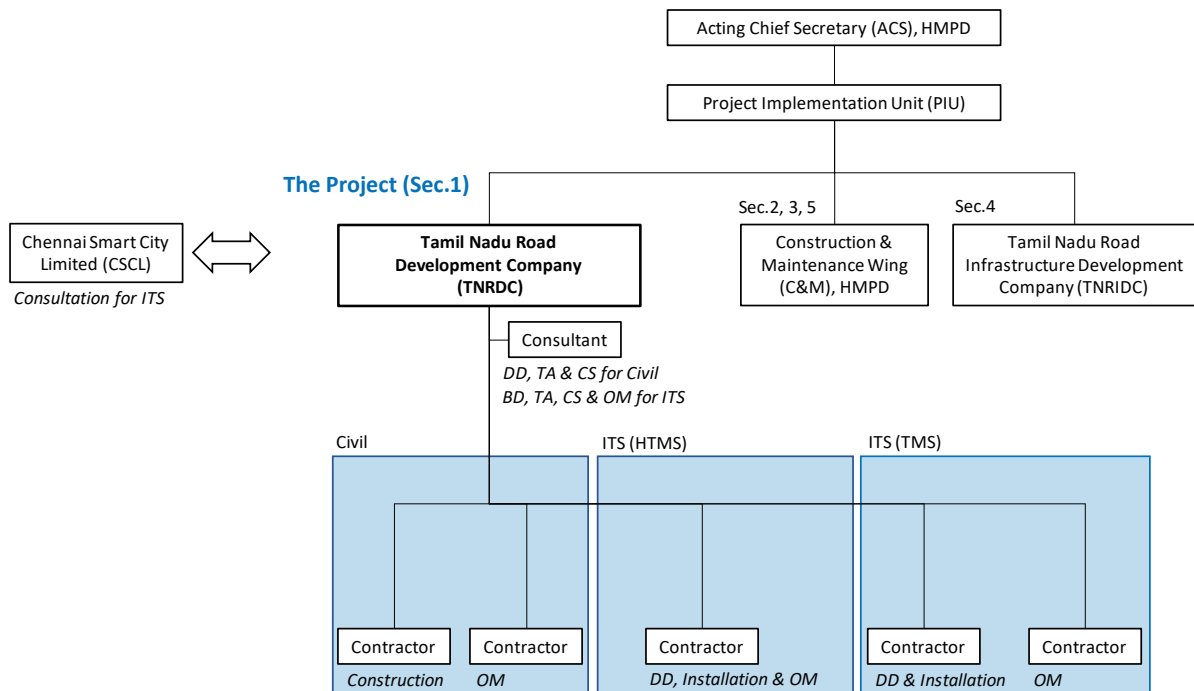 Acting Chief Secretary (ACS), HMPD
Project Implementation Unit (PIU)
The Project (Sec.1)
Sec.2, 3, 5
Sec.4
Chennai Smart City
Limited (CSCL)
Consultation for ITS
Tamil Nadu Road
Development Company
(TNRDC)
Construction &
Maintenance Wing
(C&M), HMPD
Tamil Nadu Road
Infrastructure Development
Company (TNRIDC)
Consultant
DD, TA & CS for Civil
BD, TA, CS & OM for ITS
Civil
ITS (HTMS)
ITS (TMS)
Contractor
Construction
Contractor
OM
Contractor
DD, Installation & OM
Contractor
DD & Installation
Contractor
OM